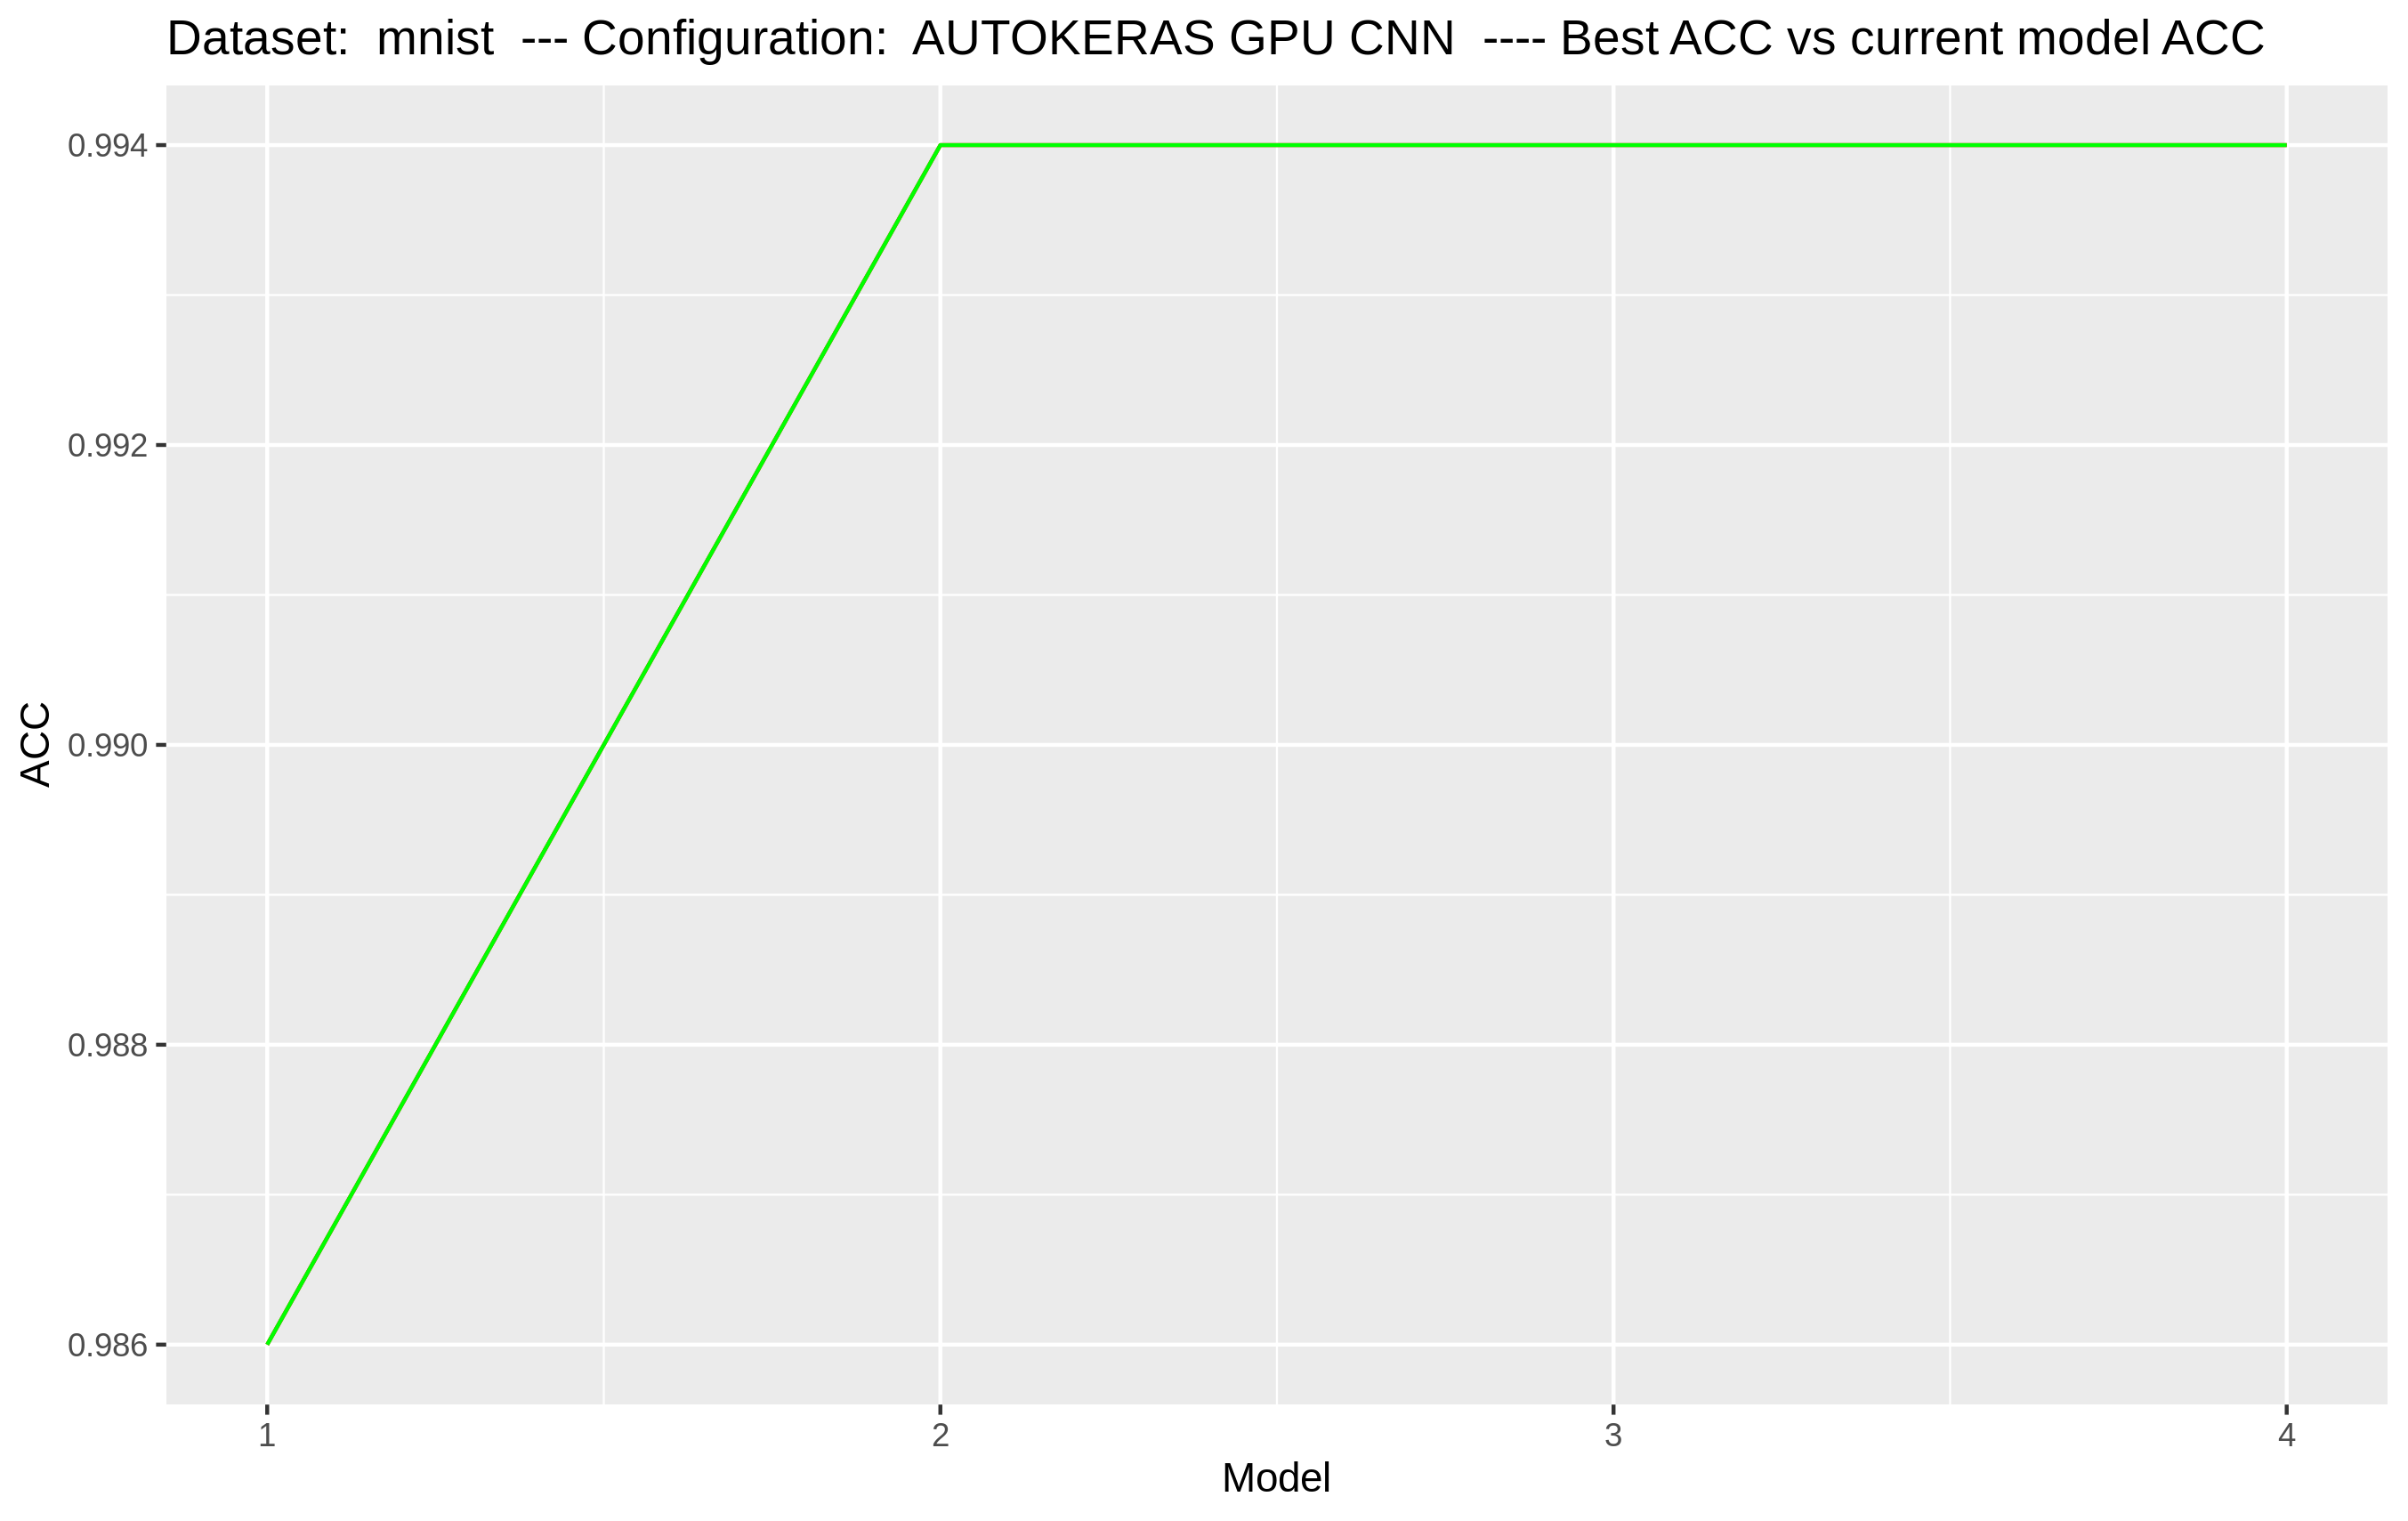 Dataset:  mnist  --- Configuration:  AUTOKERAS GPU CNN  ---- Best ACC vs current model ACC
0.994
0.992
0.990
0.988
0.986
ACC
1 2 3 4
Model